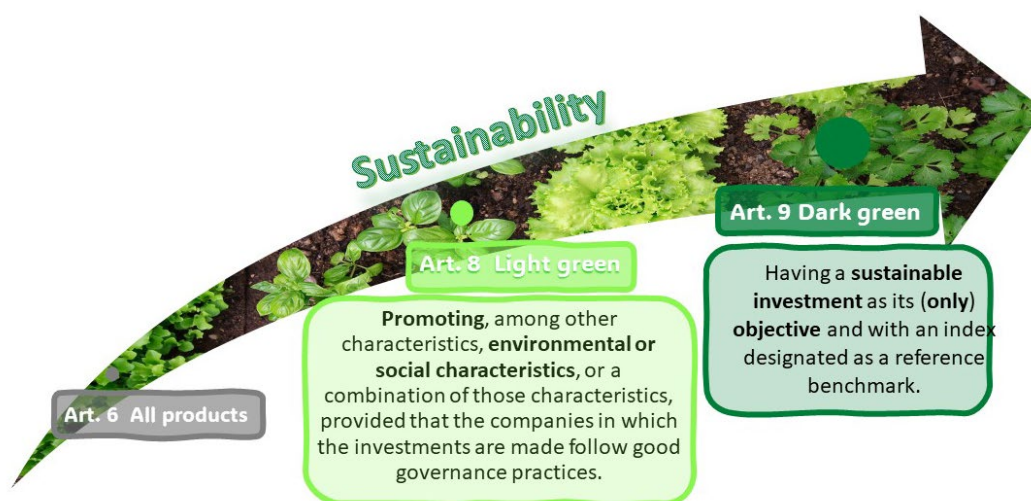 Sustainability
Art. 6 All products
Art. 8 Light green
Promoting, among other
characteristics, environmental or
social characteristics, or a
combination of those characteristics,
provided that the companies in which
the investments are made follow good
governance practices.
Art. 9 Dark green
Having a sustainable
investment as its (only)
objective and with an index
designated as a reference
benchmark.